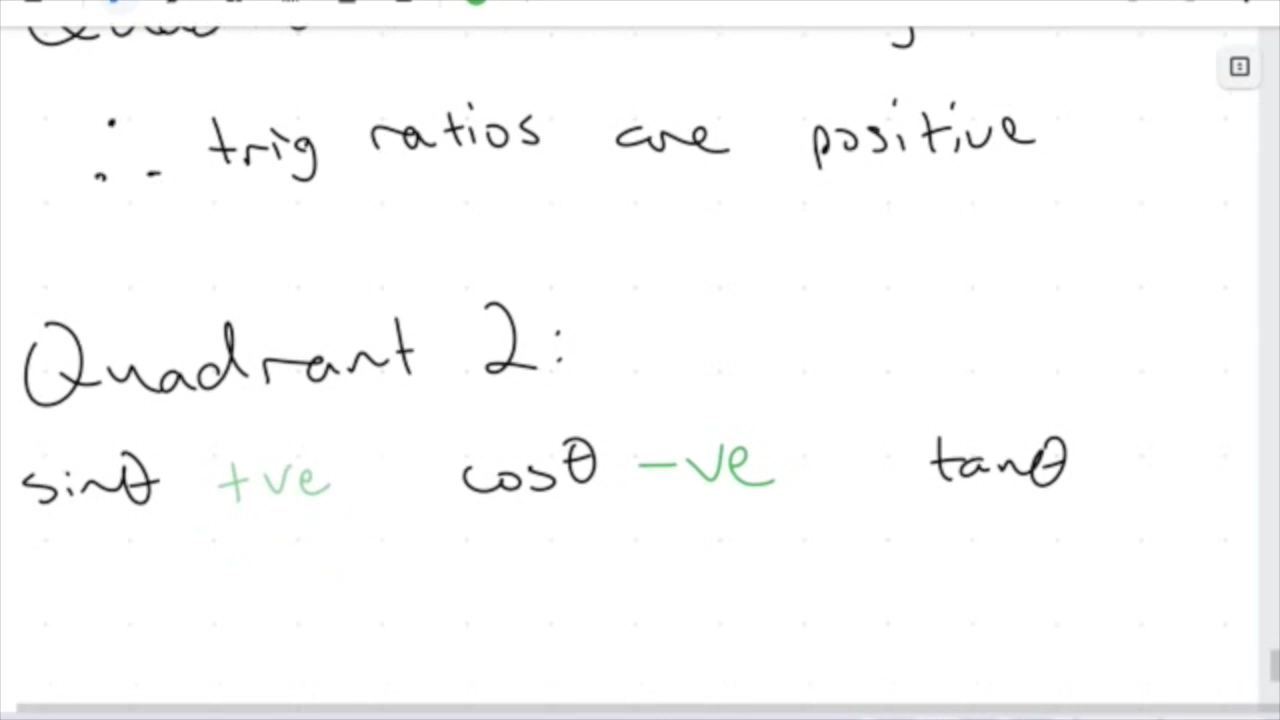 ∴ trig ratios are positive
Quadrant 2:
sinθ +ve cosθ -ve tanθ